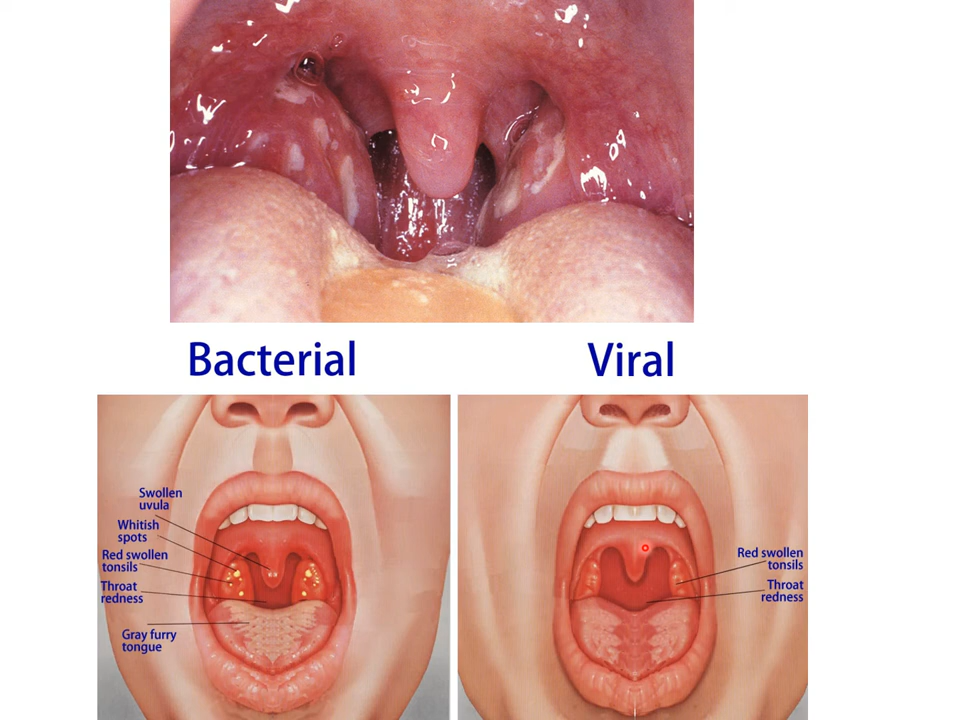 Bacterial
Viral
Swollen
uvula
Whitish
spots
Red swollen
tonsils
Throat
redness
Gray furry
tongue
Red swollen
tonsils
Throat
redness